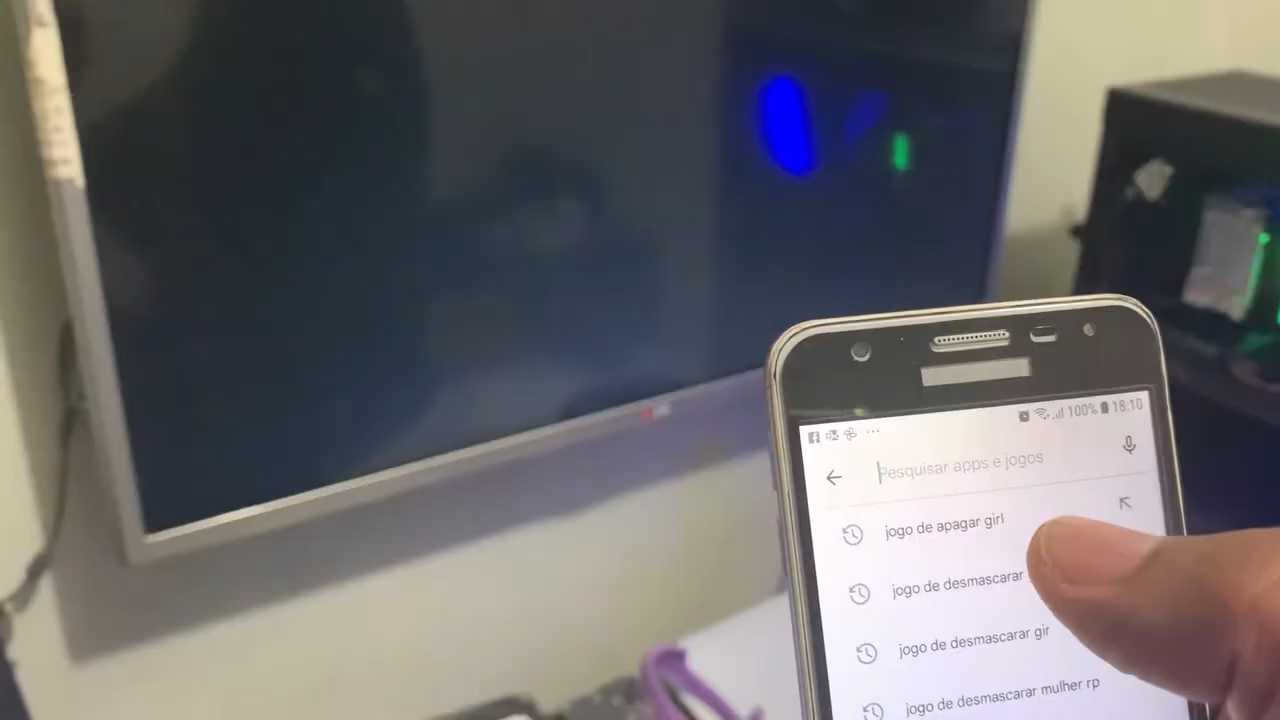 100% 18:10
Pesquisar apps e jogos
jogo de apagar girl
jogo de desmascarar
jogo de desmascarar gir
jogo de desmascarar mulher rp